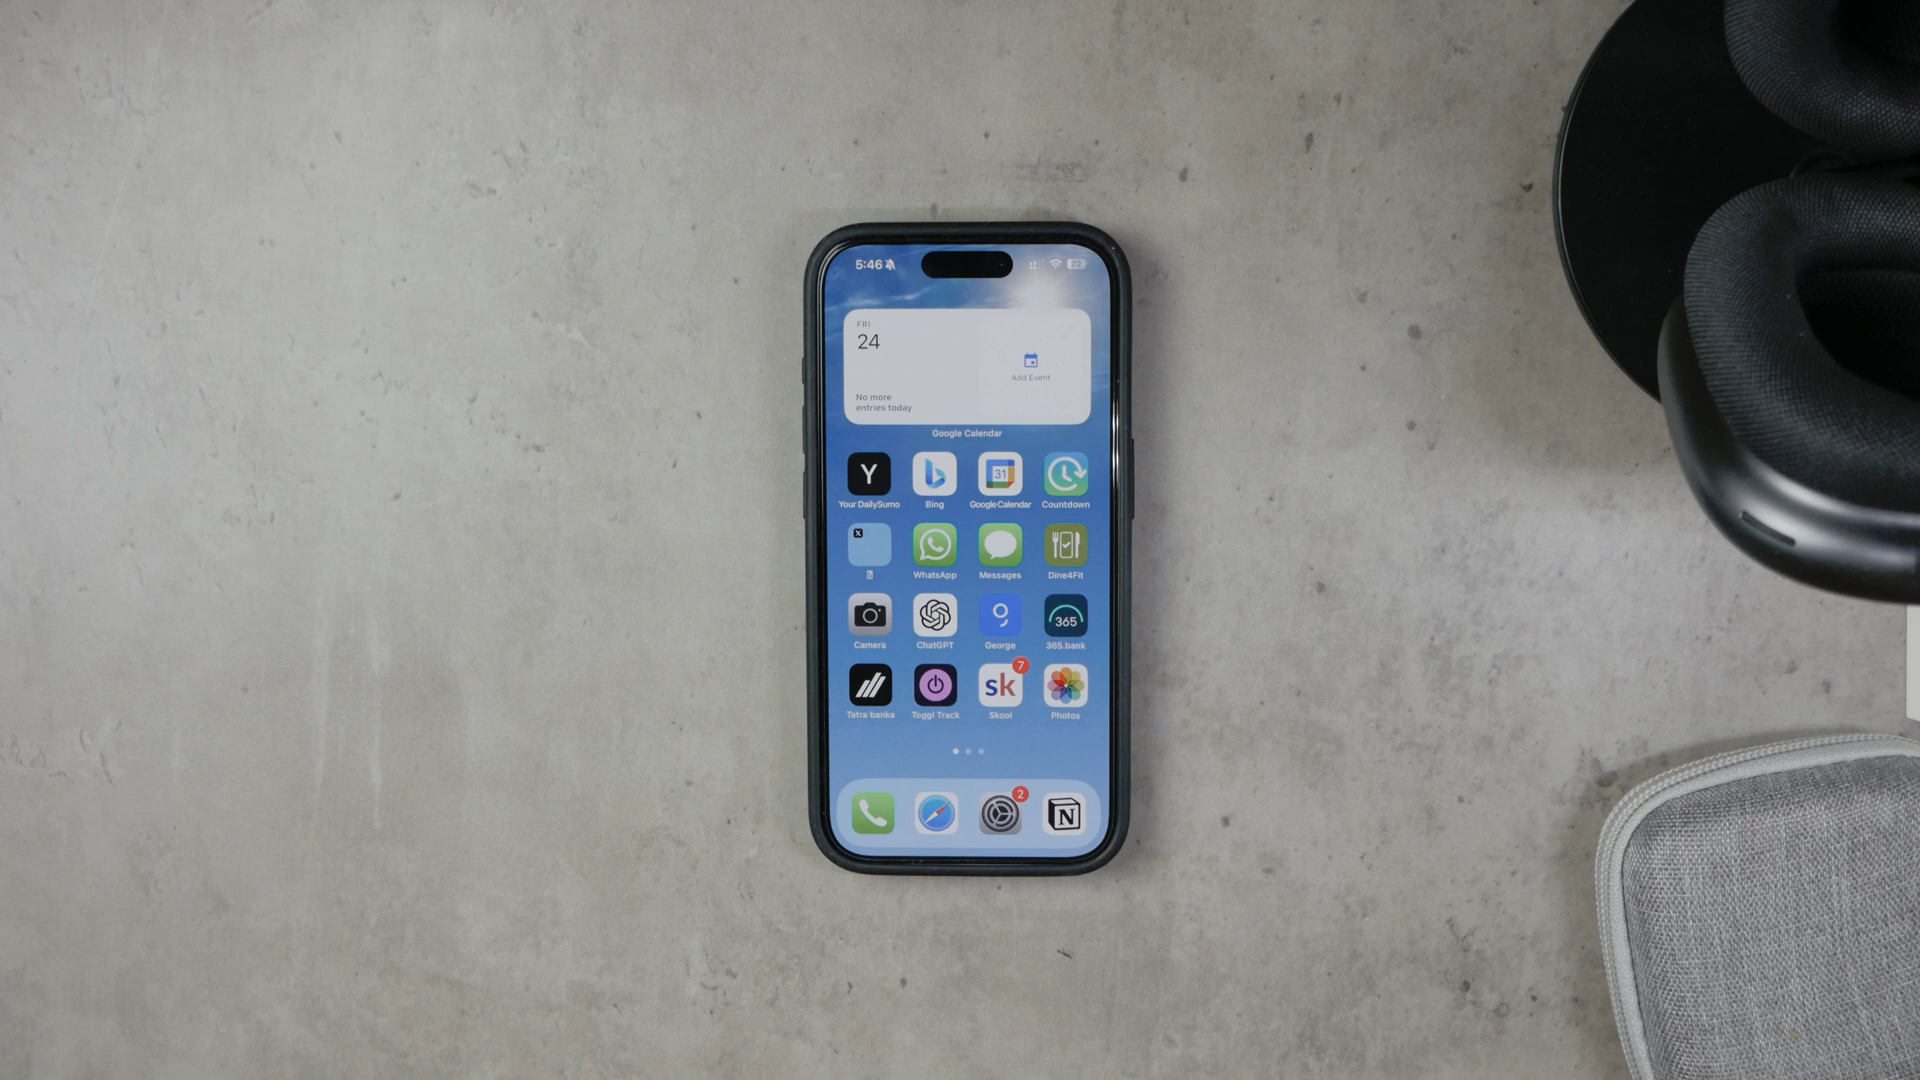 5:46
72
FRI
24
Add Event
No more
entries today
Google Calendar
Y
31
Your DailySumo
Bing
Google Calendar
Countdown
X
WhatsApp
Messages
Dine4Fit
365
Camera
ChatGPT
George
365.bank
7
sk
Tatra banka
Toggl Track
Skool
Photos
2
N